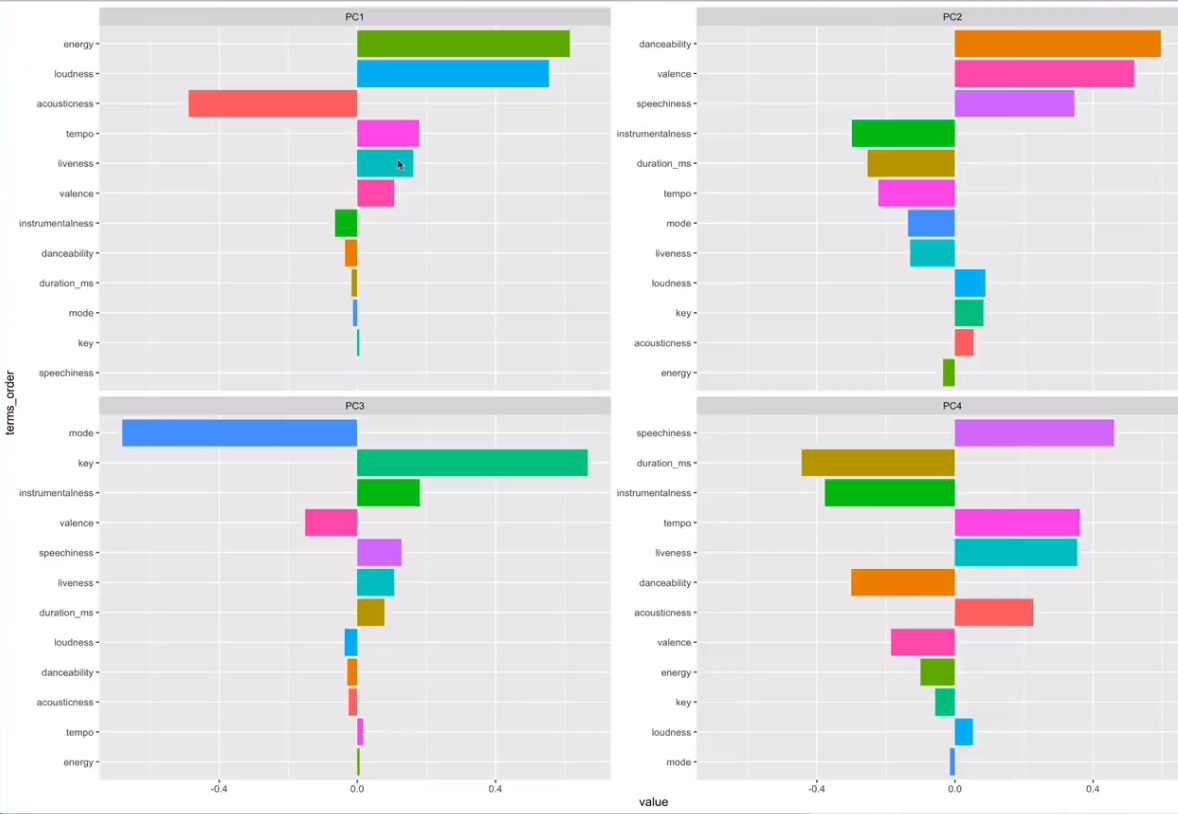 PC1
energy
loudness
acousticness
tempo
liveness
valence
instrumentalness
danceability
duration_ms
mode
key
speechiness
PC2
danceability
valence
speechiness
instrumentalness
duration_ms
tempo
mode
liveness
loudness
key
acousticness
energy
terms_order
PC3
mode
key
instrumentalness
valence
speechiness
liveness
duration_ms
loudness
danceability
acousticness
tempo
energy
-0.4 0.0 0.4
PC4
speechiness
duration_ms
instrumentalness
tempo
liveness
danceability
acousticness
valence
energy
key
loudness
mode
-0.4 0.0 0.4
value